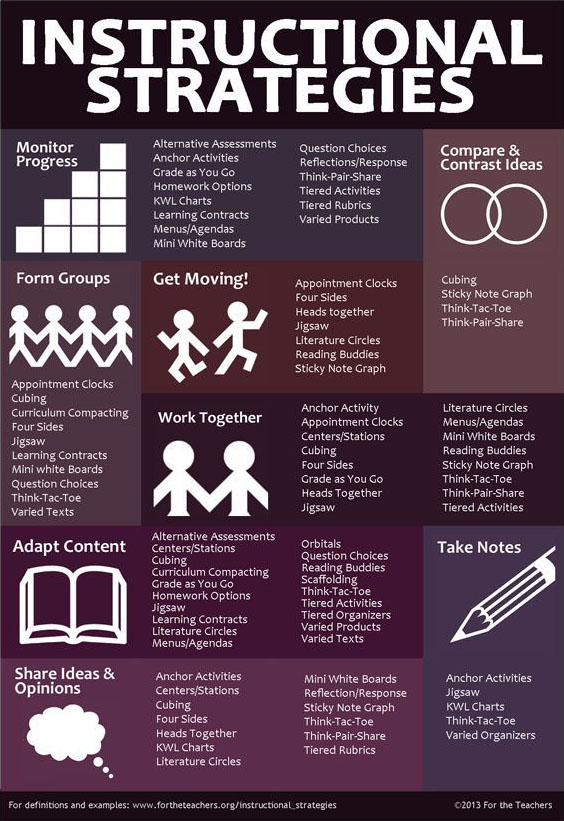 INSTRUCTIONAL
STRATEGIES
Monitor
Progress
Alternative Assessments
Anchor Activities
Grade as You Go
Homework Options
KWL Charts
Learning Contracts
Menus/Agendas
Mini White Boards
Question Choices
Reflections/Response
Think-Pair-Share
Tiered Activities
Tiered Rubrics
Varied Products
Compare &
Contrast Ideas
Cubing
Sticky Note Graph
Think-Tac-Toe
Think-Pair-Share
Form Groups
Appointment Clocks
Cubing
Curriculum Compacting
Four Sides
Jigsaw
Learning Contracts
Mini white Boards
Question Choices
Think-Tac-Toe
Varied Texts
Get Moving!
Appointment Clocks
Four Sides
Heads together
Jigsaw
Literature Circles
Reading Buddies
Sticky Note Graph
Work Together
Anchor Activity
Appointment Clocks
Centers/Stations
Cubing
Four Sides
Grade as You Go
Heads Together
Jigsaw
Literature Circles
Menus/Agendas
Mini White Boards
Reading Buddies
Sticky Note Graph
Think-Tac-Toe
Think-Pair-Share
Tiered Activities
Adapt Content
Alternative Assessments
Centers/Stations
Cubing
Curriculum Compacting
Grade as You Go
Homework Options
Jigsaw
Learning Contracts
Literature Circles
Menus/Agendas
Orbitals
Question Choices
Reading Buddies
Scaffolding
Think-Tac-Toe
Tiered Activities
Tiered Organizers
Varied Products
Varied Texts
Take Notes
Anchor Activities
Jigsaw
KWL Charts
Think-Tac-Toe
Varied Organizers
Share Ideas &
Opinions
Anchor Activities
Centers/Stations
Cubing
Four Sides
Heads Together
KWL Charts
Literature Circles
Mini White Boards
Reflection/Response
Sticky Note Graph
Think-Tac-Toe
Think-Pair-Share
Tiered Rubrics
For definitions and examples: www.fortheteachers.org/instructional_strategies
©2013 For the Teachers